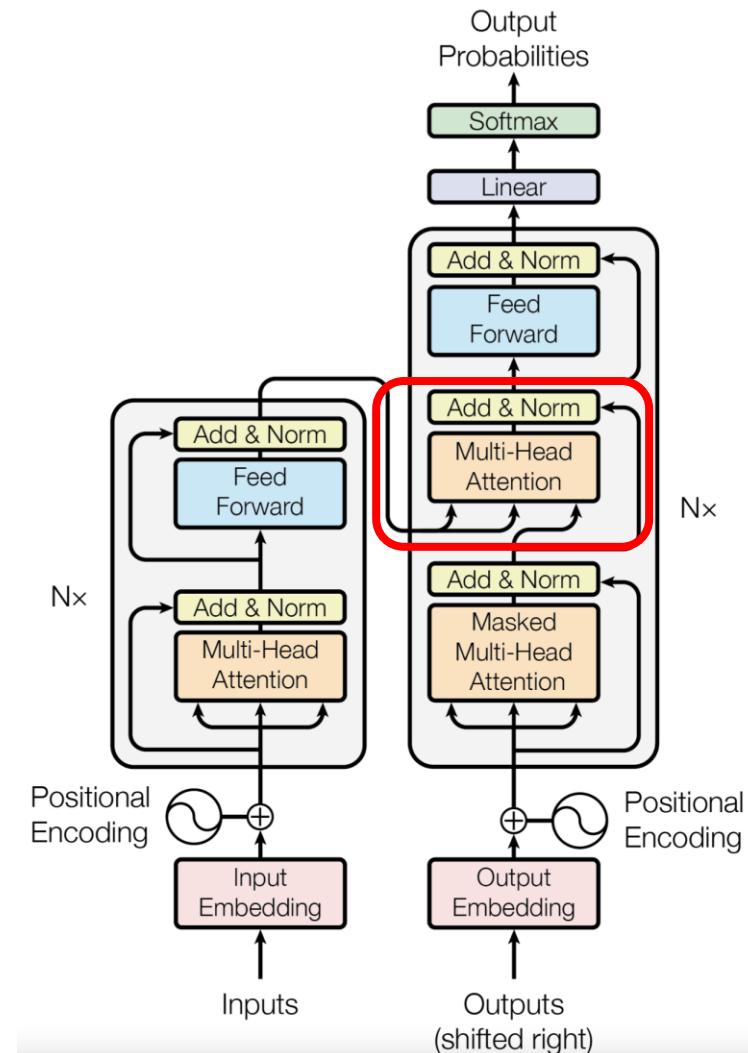 Output
Probabilities
Softmax
Linear
Add & Norm
Feed
Forward
Add & Norm
Multi-Head
Attention
Add & Norm
Masked
Multi-Head
Attention
Nx
Add & Norm
Feed
Forward
Add & Norm
Multi-Head
Attention
Nx
Positional
Encoding
Positional
Encoding
Input
Embedding
Output
Embedding
Inputs
Outputs
(shifted right)